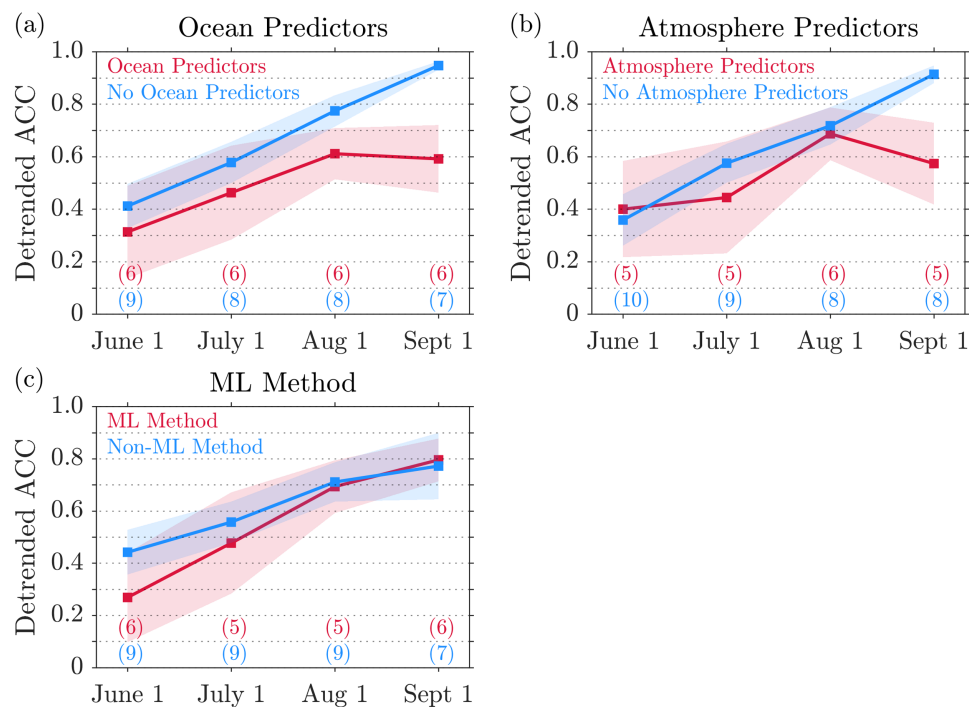 (a) Ocean Predictors
Detrended ACC
1.0
0.8
0.6
0.4
0.2
0
Ocean Predictors
No Ocean Predictors
(6) (6) (6) (6)
(9) (8) (8) (7)
June 1 July 1 Aug 1 Sept 1
(b) Atmosphere Predictors
Detrended ACC
1.0
0.8
0.6
0.4
0.2
0
Atmosphere Predictors
No Atmosphere Predictors
(5) (5) (6) (5)
(10) (9) (8) (8)
June 1 July 1 Aug 1 Sept 1
(c) ML Method
Detrended ACC
1.0
0.8
0.6
0.4
0.2
0
ML Method
Non-ML Method
(6) (5) (5) (6)
(9) (9) (9) (7)
June 1 July 1 Aug 1 Sept 1